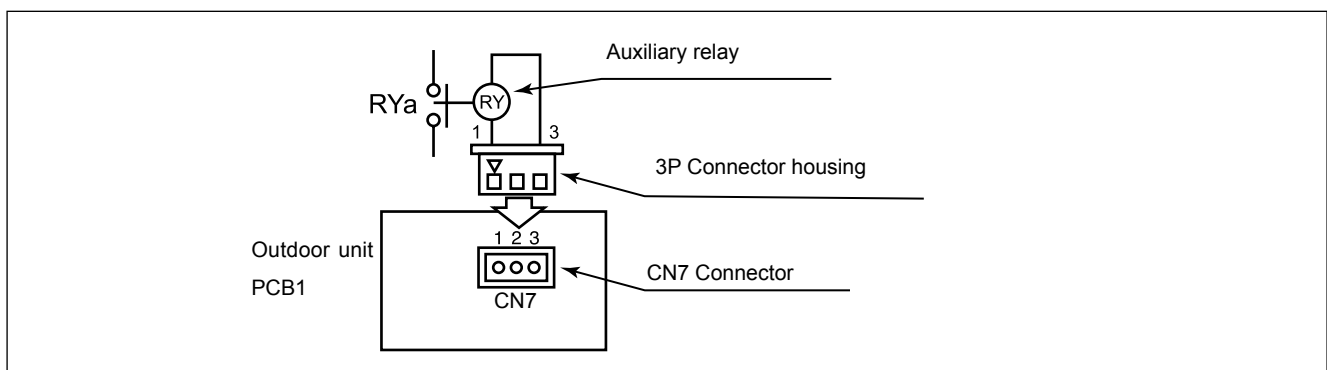 Auxiliary relay
RYa
RY
1 3
3P Connector housing
Outdoor unit
PCB1
1 2 3
CN7
CN7 Connector